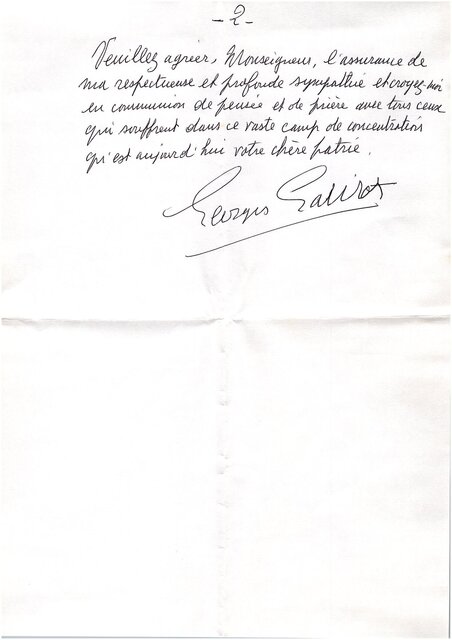 - 2 -
Veuillez agréer, Monseigneur, l'assurance de
ma respectueuse et profonde sympathie et croyez-moi
en communion de pensée et de prière avec tous ceux
qui souffrent dans ce vaste camp de concentration
qu'est aujourd'hui votre chère patrie.
Georges